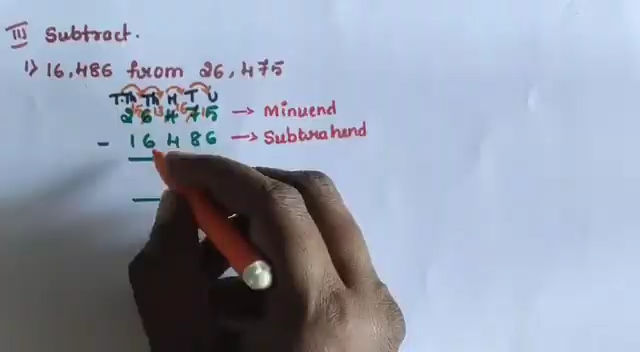 III Subtract.
1) 16,486 from 26,475
T.Th Th H T U
2 6 4 7 5 → Minuend
- 1 6 4 8 6 → Subtrahend